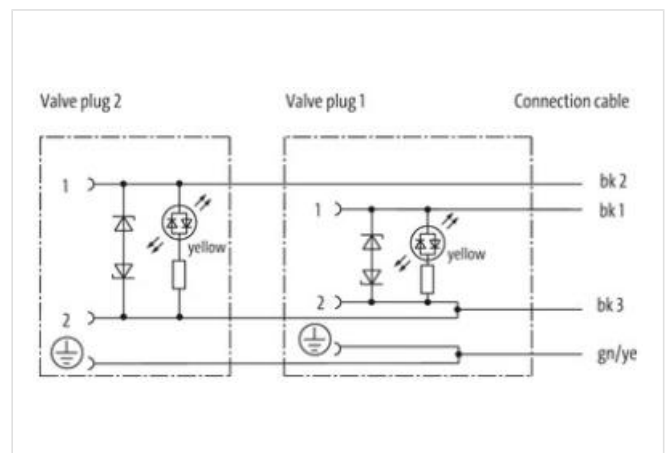 Valve plug 2 Valve plug 1 Connection cable
1 bk 2
1 bk 1
yellow yellow
2 bk 3
2
gn/ye